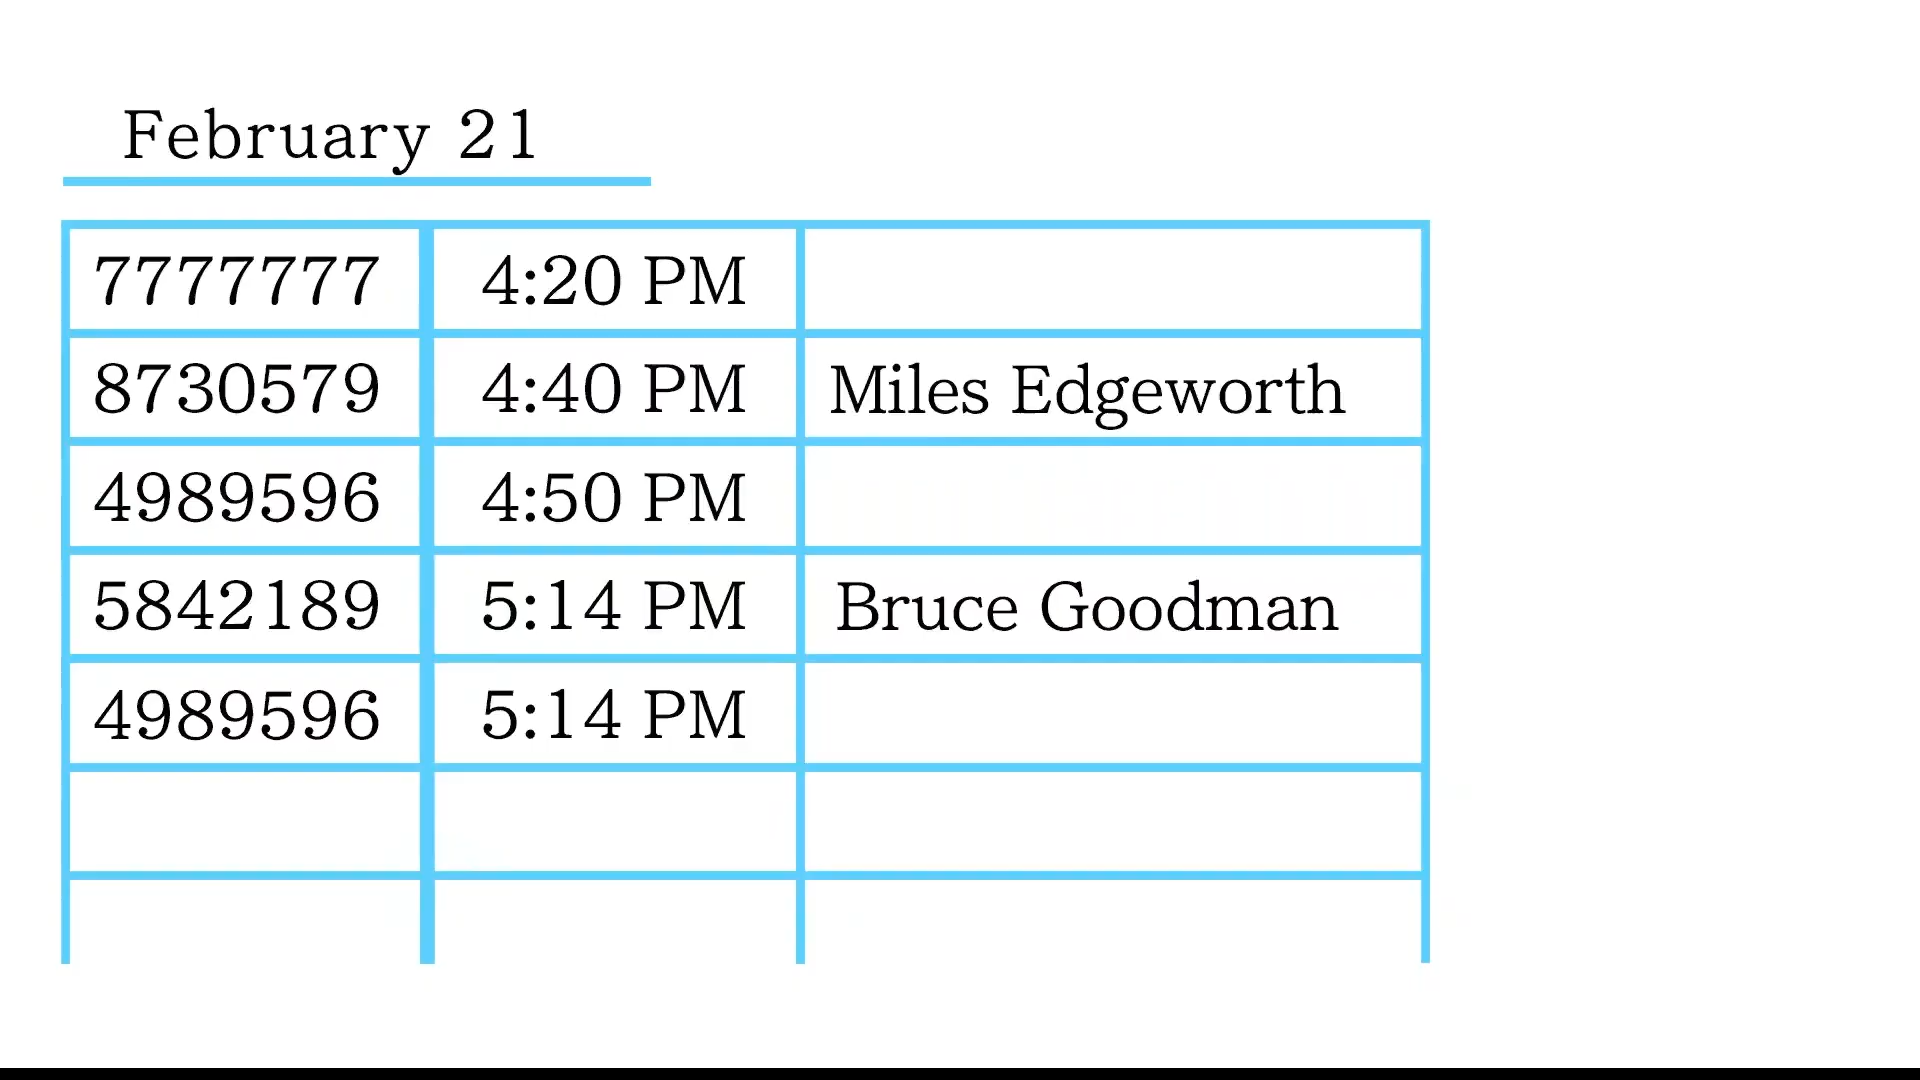 February 21
7777777 4:20 PM
8730579 4:40 PM Miles Edgeworth
4989596 4:50 PM
5842189 5:14 PM Bruce Goodman
4989596 5:14 PM